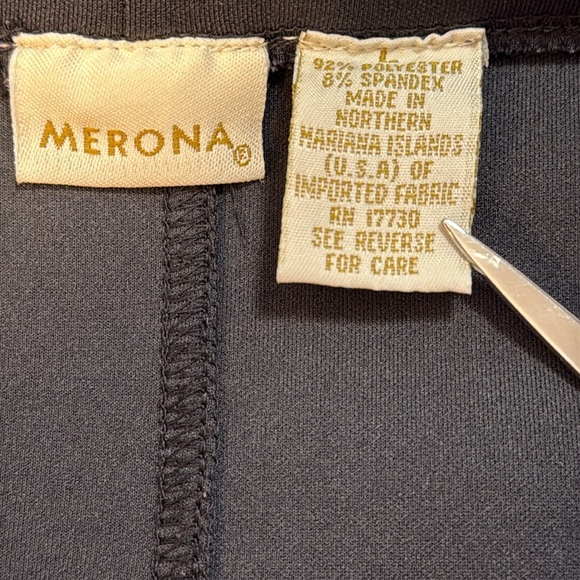 MERONA®
L
92% POLYESTER
8% SPANDEX
MADE IN
NORTHERN
MARIANA ISLANDS
(U.S.A) OF
IMPORTED FABRIC
RN 17730
SEE REVERSE
FOR CARE